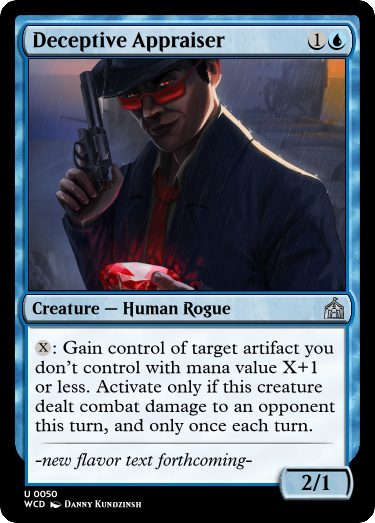 Deceptive Appraiser 1
Creature — Human Rogue
X: Gain control of target artifact you
don't control with mana value X+1
or less. Activate only if this creature
dealt combat damage to an opponent
this turn, and only once each turn.
-new flavor text forthcoming-
2/1
U 0050
WCD Danny Kundzinsh